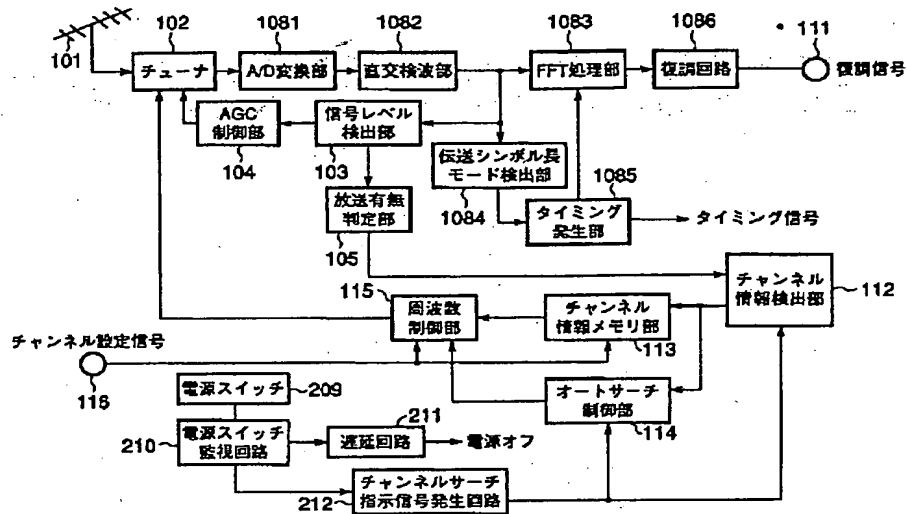 101
102
チューナ
1081
A/D変換部
1082
直交検波部
1083
FFT処理部
1086
復調回路
111
復調信号
AGC
制御部
104
信号レベル
検出部
103
伝送シンボル長
モード検出部
1084
放送有無
判定部
105
1085
タイミング
発生部
タイミング信号
チャンネル
情報検出部
112
115
周波数
制御部
チャンネル
情報メモリ部
113
チャンネル設定信号
116
オートサーチ
制御部
114
電源スイッチ
209
210
電源スイッチ
監視回路
211
遅延回路
電源オフ
212
チャンネルサーチ
指示信号発生回路